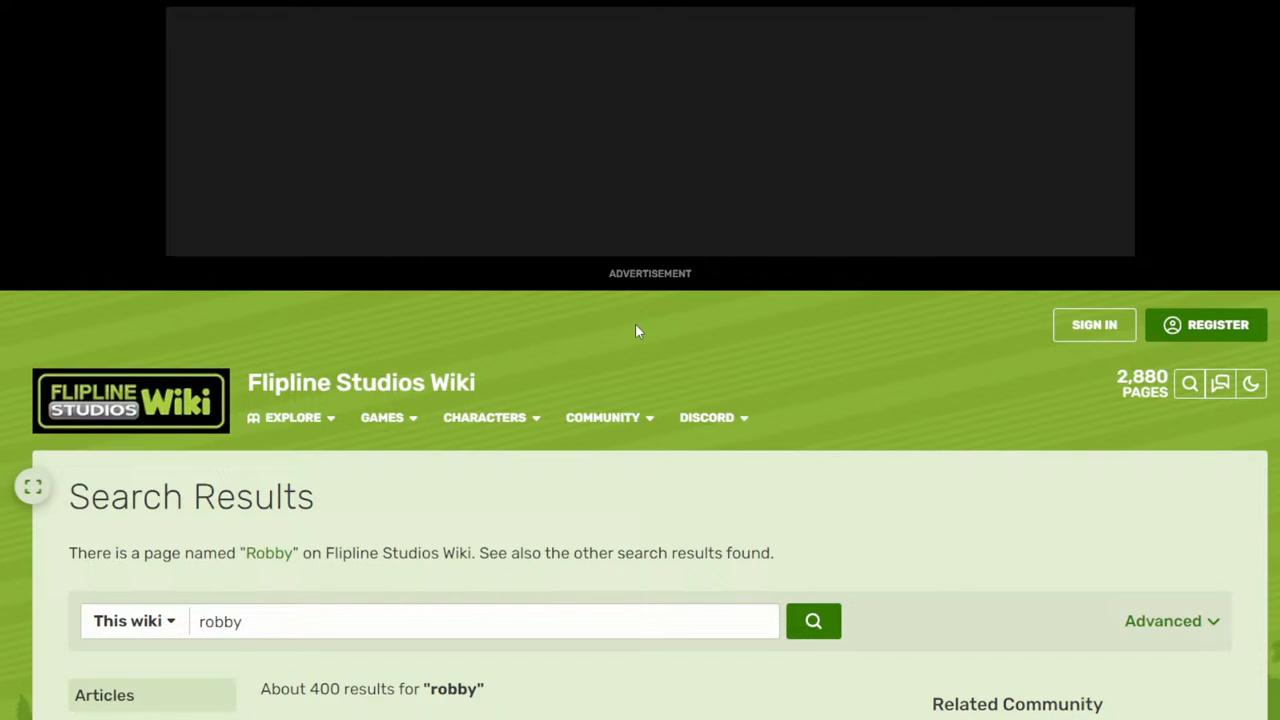 ADVERTISEMENT
SIGN IN
REGISTER
FLIPLINE
STUDIOS Wiki
Flipline Studios Wiki
EXPLORE GAMES CHARACTERS COMMUNITY DISCORD
2,880
PAGES
Search Results
There is a page named "Robby" on Flipline Studios Wiki. See also the other search results found.
This wiki robby
Advanced
Articles
About 400 results for "robby"
Related Community